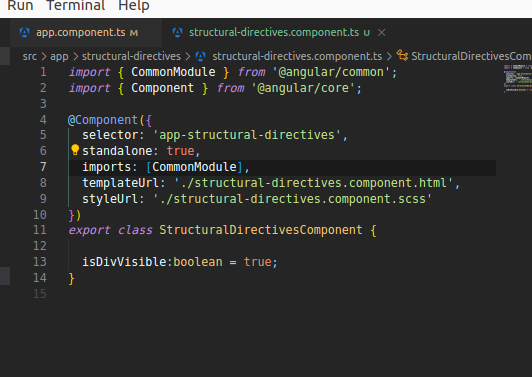 Run Terminal Help
app.component.ts M structural-directives.component.ts U ×
src > app > structural-directives > structural-directives.component.ts > StructuralDirectivesCom
1 import { CommonModule } from '@angular/common';
2 import { Component } from '@angular/core';
3
4 @Component({
5 selector: 'app-structural-directives',
6 standalone: true,
7 imports: [CommonModule],
8 templateUrl: './structural-directives.component.html',
9 styleUrl: './structural-directives.component.scss'
10 })
11 export class StructuralDirectivesComponent {
12
13 isDivVisible:boolean = true;
14 }
15